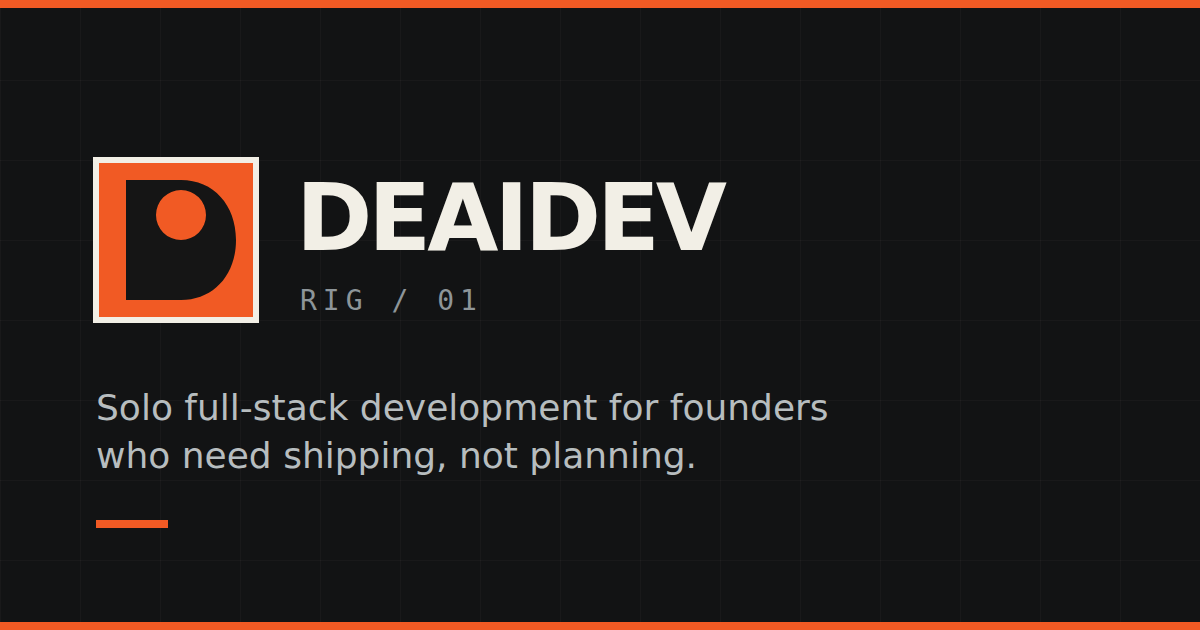 DEAIDEV
RIG / 01
Solo full-stack development for founders
who need shipping, not planning.